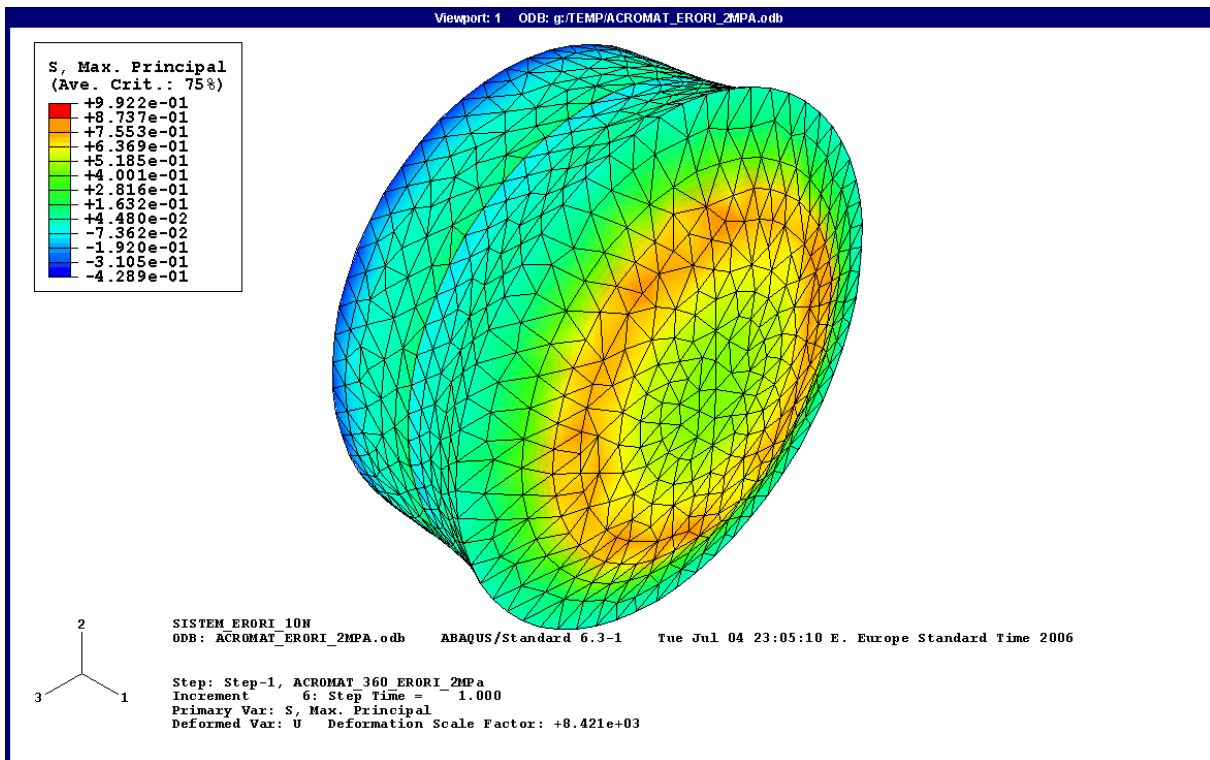 Viewport: 1 ODB: g:/TEMP/ACROMAT_ERORI_2MPA.odb
S, Max. Principal
(Ave. Crit.: 75%)
+9.922e-01
+8.737e-01
+7.553e-01
+6.369e-01
+5.185e-01
+4.001e-01
+2.816e-01
+1.632e-01
+4.480e-02
-7.362e-02
-1.920e-01
-3.105e-01
-4.289e-01
2
3
1
SISTEM_ERORI_10N
ODB: ACROMAT_ERORI_2MPA.odb ABAQUS/Standard 6.3-1 Tue Jul 04 23:05:10 E. Europe Standard Time 2006
Step: Step-1, ACROMAT_360_ERORI_2MPa
Increment 6: Step Time = 1.000
Primary Var: S, Max. Principal
Deformed Var: U Deformation Scale Factor: +8.421e+03